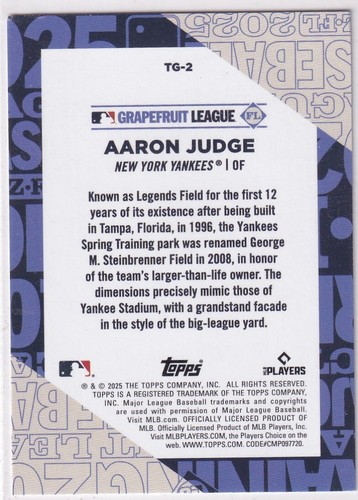 TG-2
GRAPEFRUIT LEAGUE FL
AARON JUDGE
NEW YORK YANKEES® | OF
Known as Legends Field for the first 12
years of its existence after being built
in Tampa, Florida, in 1996, the Yankees
Spring Training park was renamed George
M. Steinbrenner Field in 2008, in honor
of the team's larger-than-life owner. The
dimensions precisely mimic those of
Yankee Stadium, with a grandstand facade
in the style of the big-league yard.
topps
MLB PLAYERS
® & © 2025 THE TOPPS COMPANY, INC. ALL RIGHTS RESERVED.
TOPPS IS A REGISTERED TRADEMARK OF THE TOPPS COMPANY,
INC. Major League Baseball trademarks and copyrights
are used with permission of Major League Baseball.
Visit MLB.com. OFFICIALLY LICENSED PRODUCT OF
MLB. Officially Licensed Product of MLB Players, Inc.
Visit MLBPLAYERS.com, the Players Choice on the
web. WWW.TOPPS.COM. CODE#CMP097720.